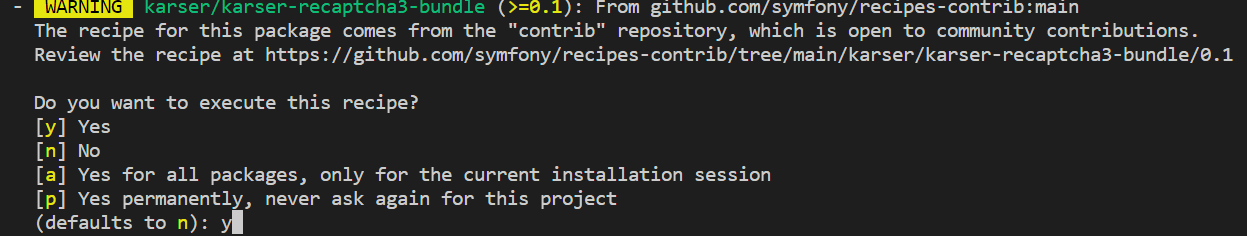 - WARNING karser/karser-recaptcha3-bundle (>=0.1): From github.com/symfony/recipes-contrib:main
The recipe for this package comes from the "contrib" repository, which is open to community contributions.
Review the recipe at https://github.com/symfony/recipes-contrib/tree/main/karser/karser-recaptcha3-bundle/0.1
Do you want to execute this recipe?
[y] Yes
[n] No
[a] Yes for all packages, only for the current installation session
[p] Yes permanently, never ask again for this project
(defaults to n): y